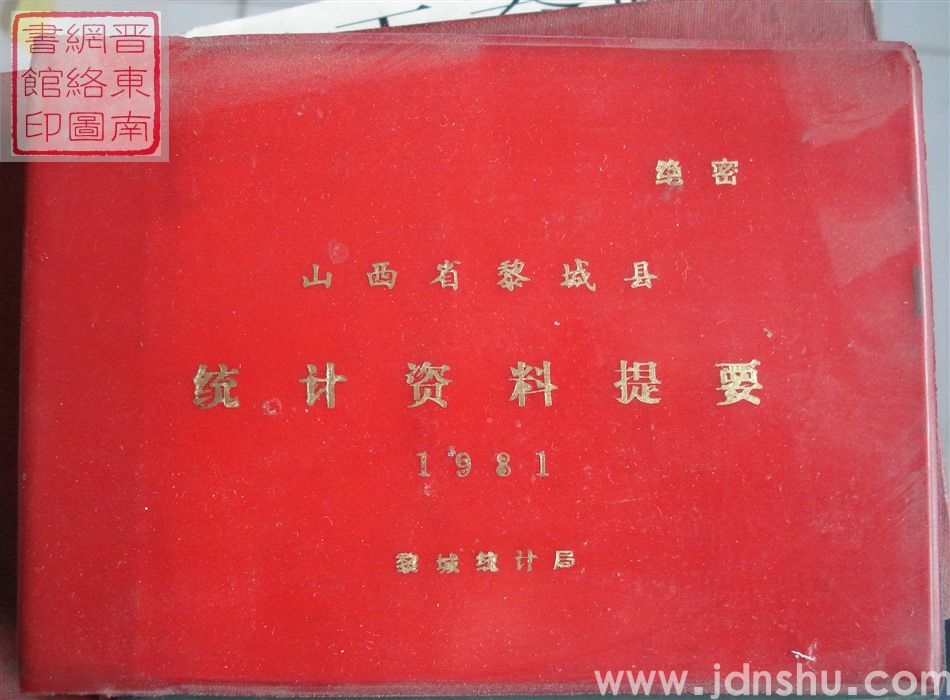 晋東南
網絡圖
書館印
绝密
山西省黎城县
统计资料提要
1981
黎城统计局
www.jdnshu.com